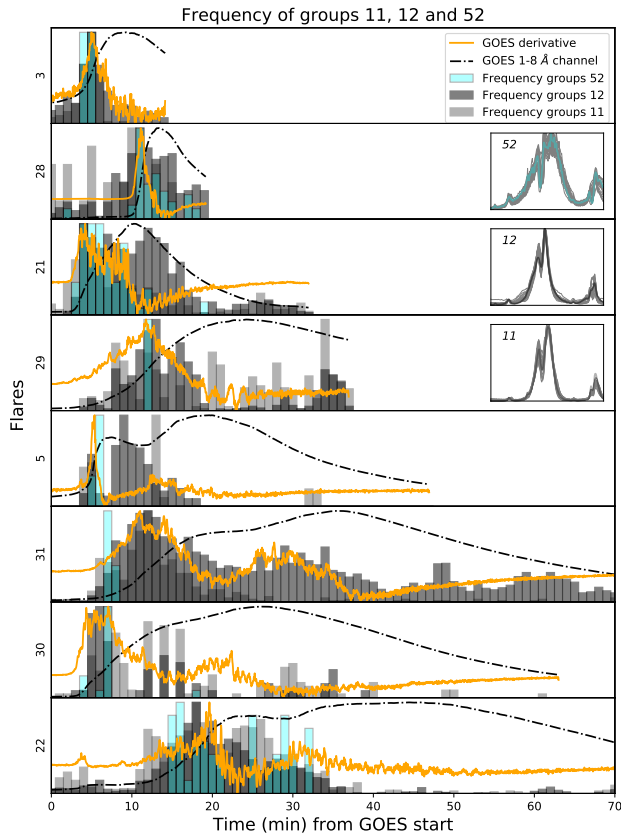 Frequency of groups 11, 12 and 52
GOES derivative
GOES 1-8 Å channel
Frequency groups 52
Frequency groups 12
Frequency groups 11
3
28
52
21
12
29
11
Flares
5
31
30
22
0 10 20 30 40 50 60 70
Time (min) from GOES start